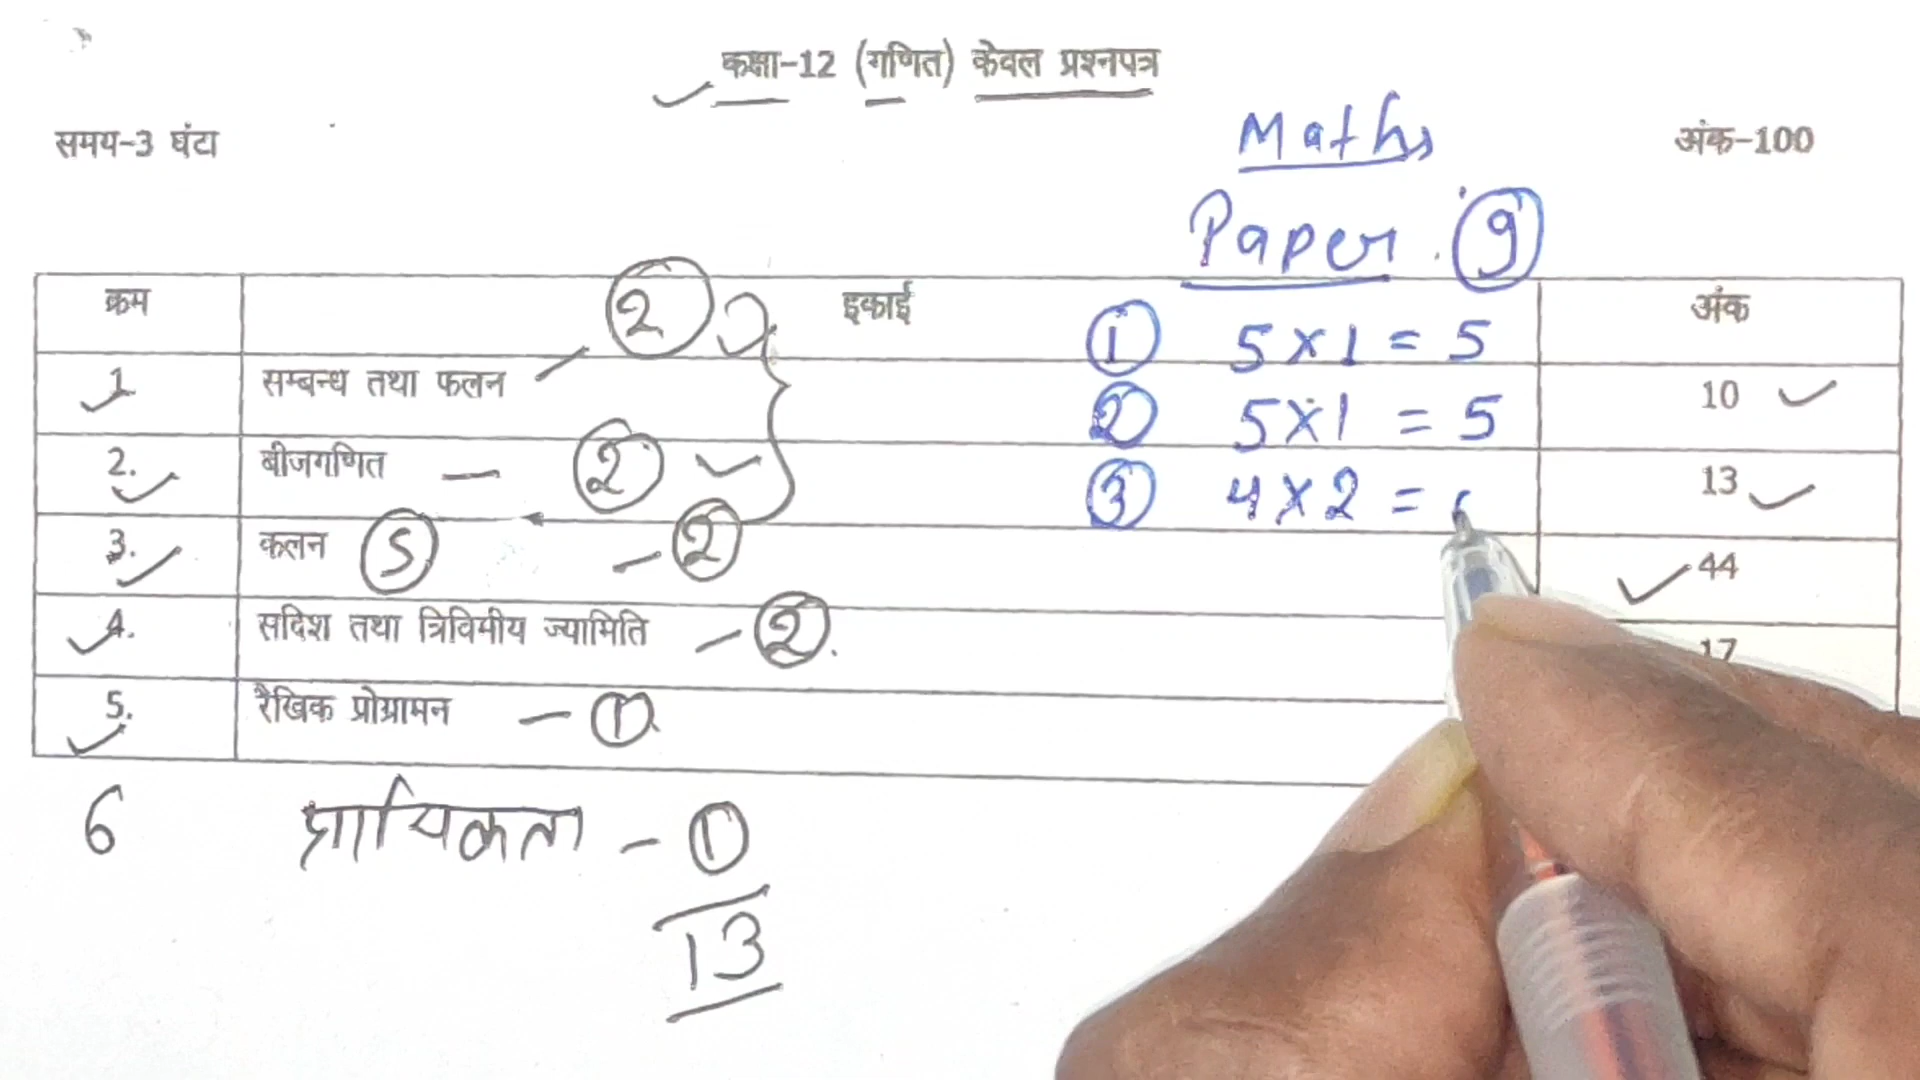 कक्षा-12 (गणित) केवल प्रश्नपत्र
समय-3 घंटा
Maths
अंक-100
Paper. 9
क्रम 2 इकाई अंक
1 5×1 = 5
1 सम्बन्ध तथा फलन 10
2 5×1 = 5
2. बीजगणित - 2 13
3 4×2 =
3. कलन 5 - 2 44
4. सदिश तथा त्रिविमीय ज्यामिति - 2. 17
5. रैखिक प्रोग्रामन - 1
6 प्रायिकता - 1
13